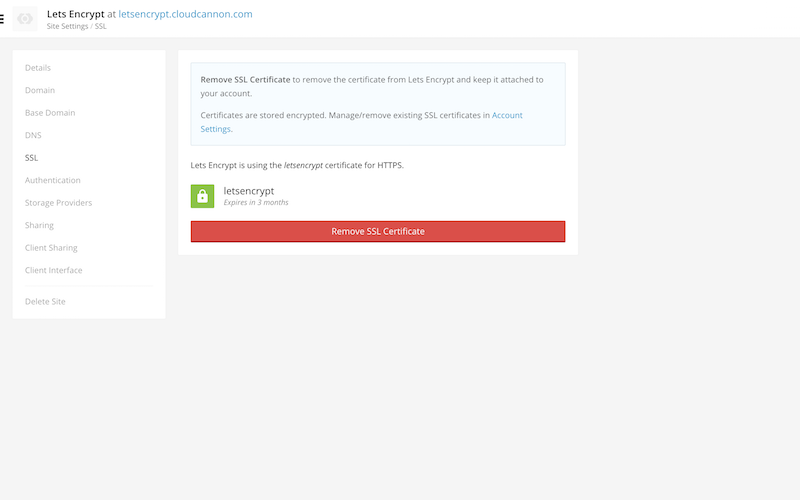 Lets Encrypt at letsencrypt.cloudcannon.com
Site Settings / SSL
Details
Domain
Base Domain
DNS
SSL
Authentication
Storage Providers
Sharing
Client Sharing
Client Interface
Delete Site
Remove SSL Certificate to remove the certificate from Lets Encrypt and keep it attached to
your account.
Certificates are stored encrypted. Manage/remove existing SSL certificates in Account
Settings.
Lets Encrypt is using the letsencrypt certificate for HTTPS.
letsencrypt
Expires in 3 months
Remove SSL Certificate